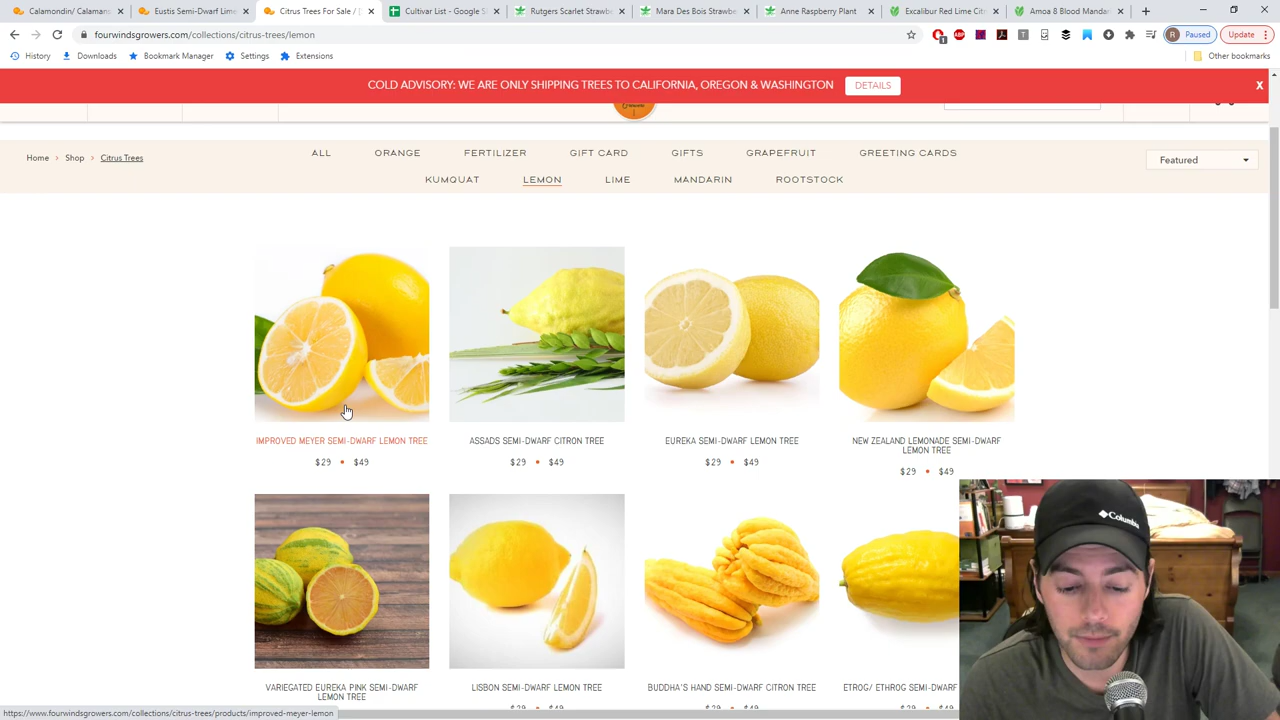 Calamondin/ Calamans
Eustis Semi-Dwarf Lime
Citrus Trees For Sale / 
Cultivar List - Google S
Rutgers Scarlet Strawbe
Mara Des Bois Strawber
Anne Raspberry Plant
Excalibur Red Lime Citr
Amoa 8 Blood Mandar
fourwindsgrowers.com/collections/citrus-trees/lemon
1
ABP
T
R Paused
Update
History
Downloads
Bookmark Manager
Settings
Extensions
Other bookmarks
COLD ADVISORY: WE ARE ONLY SHIPPING TREES TO CALIFORNIA, OREGON & WASHINGTON DETAILS X
Home > Shop > Citrus Trees
ALL ORANGE FERTILIZER GIFT CARD GIFTS GRAPEFRUIT GREETING CARDS
KUMQUAT LEMON LIME MANDARIN ROOTSTOCK
Featured
IMPROVED MEYER SEMI-DWARF LEMON TREE
$29 • $49
ASSADS SEMI-DWARF CITRON TREE
$29 • $49
EUREKA SEMI-DWARF LEMON TREE
$29 • $49
NEW ZEALAND LEMONADE SEMI-DWARF
LEMON TREE
$29 • $49
VARIEGATED EUREKA PINK SEMI-DWARF
LEMON TREE
LISBON SEMI-DWARF LEMON TREE
BUDDHA'S HAND SEMI-DWARF CITRON TREE
ETROG/ ETHROG SEMI-DWARF
Columbia
https://www.fourwindsgrowers.com/collections/citrus-trees/products/improved-meyer-lemon